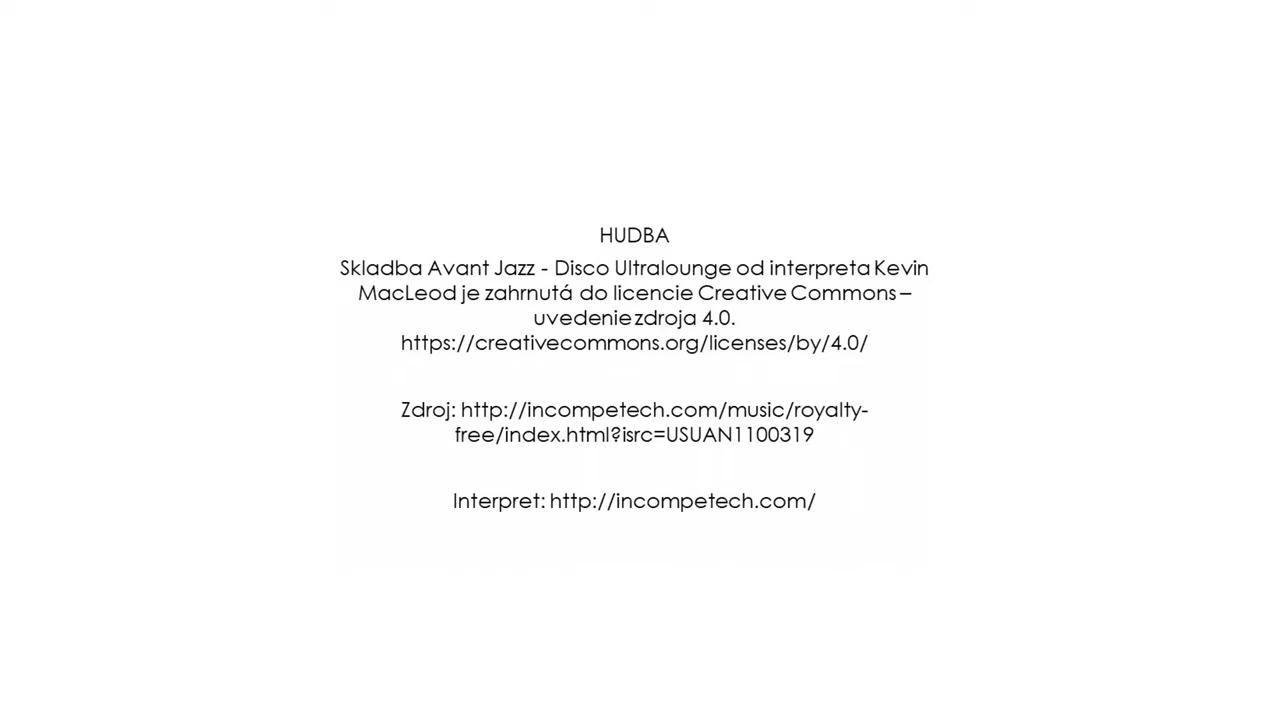 HUDBA
Skladba Avant Jazz - Disco Ultralounge od interpreta Kevin
MacLeod je zahrnutá do licencie Creative Commons –
uvedenie zdroja 4.0.
https://creativecommons.org/licenses/by/4.0/
Zdroj: http://incompetech.com/music/royalty-
free/index.html?isrc=USUAN1100319
Interpret: http://incompetech.com/